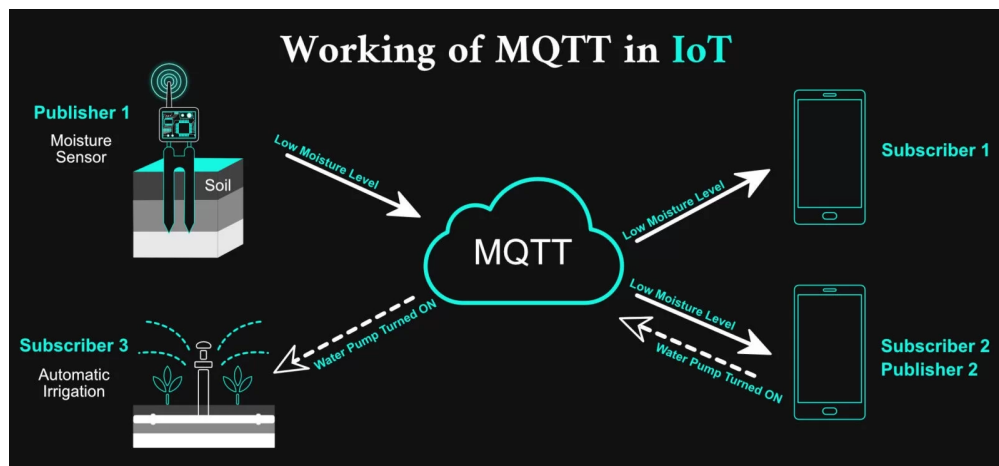 Working of MQTT in IoT
Publisher 1
Moisture
Sensor
Soil
Low Moisture Level
MQTT
Low Moisture Level
Subscriber 1
Low Moisture Level
Water Pump Turned ON
Subscriber 2
Publisher 2
Water Pump Turned ON
Subscriber 3
Automatic
Irrigation